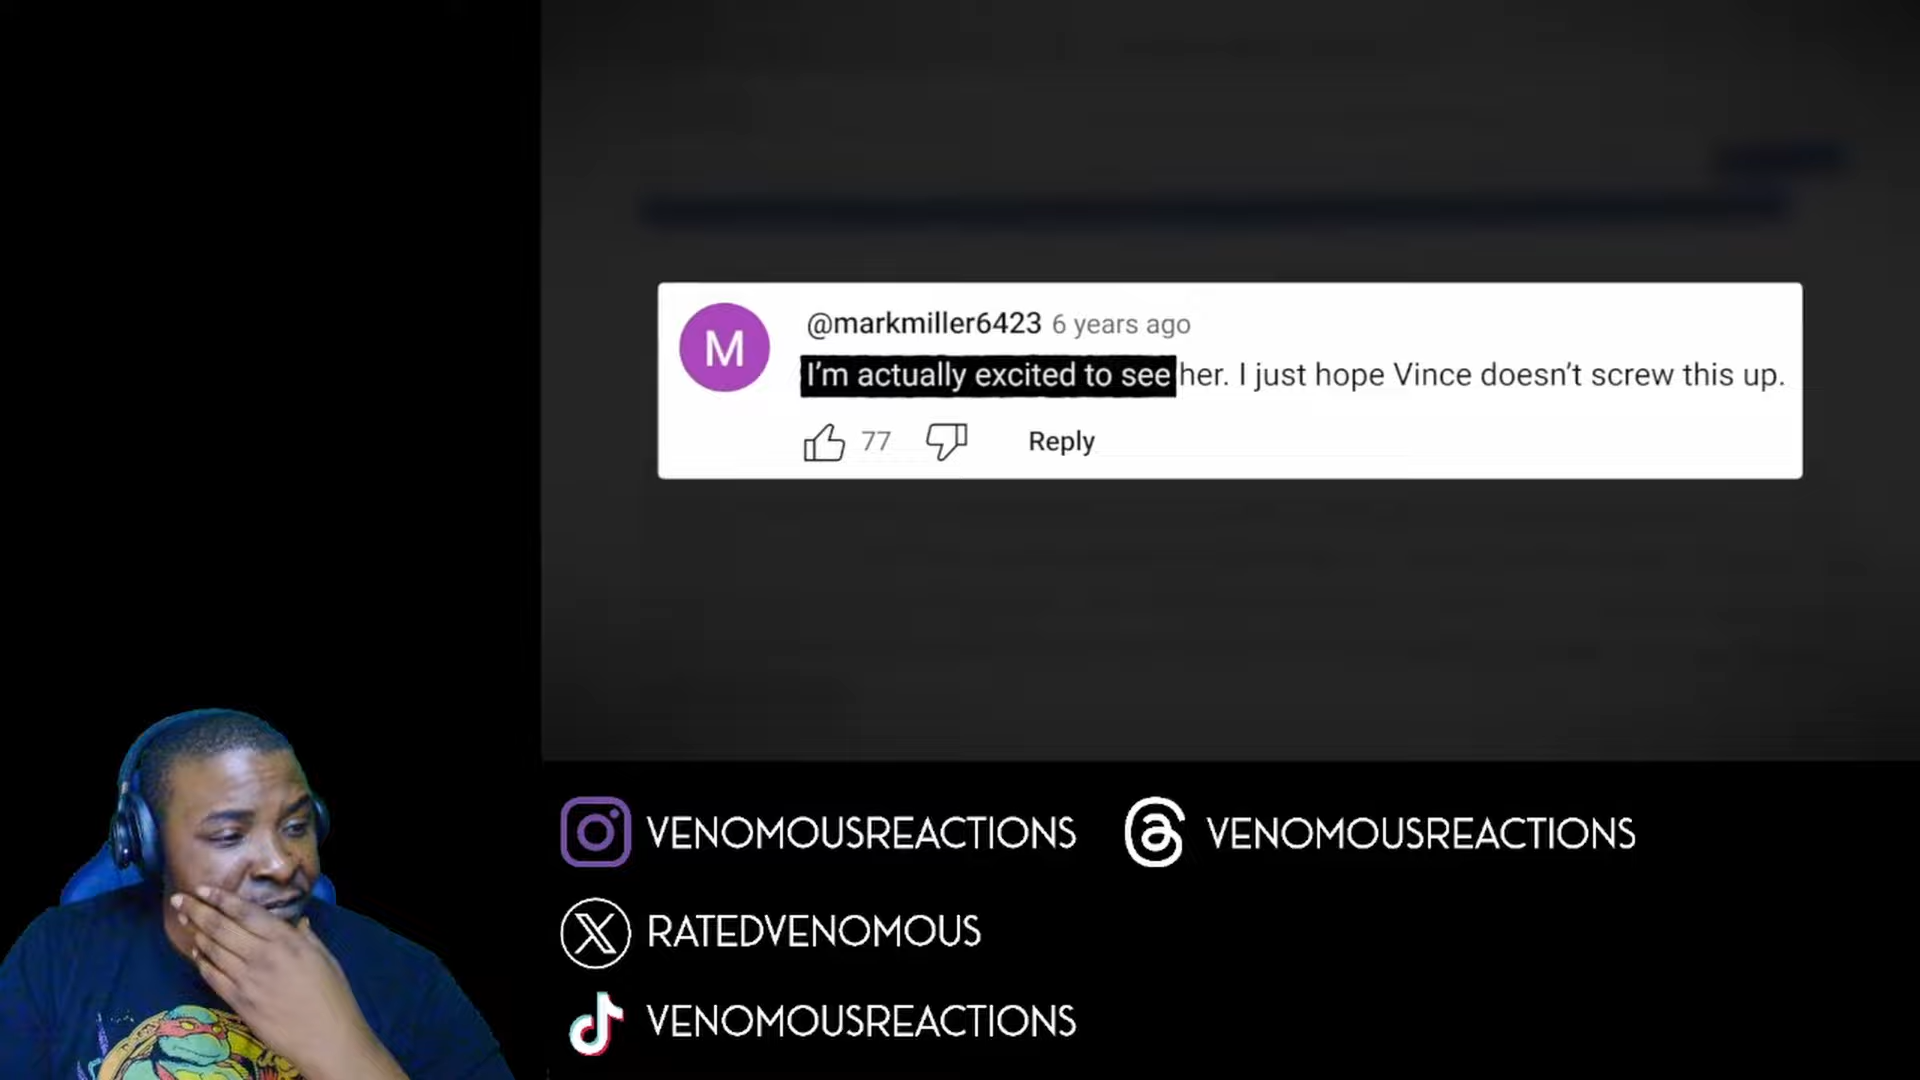 M
@markmiller6423 6 years ago
I'm actually excited to see her. I just hope Vince doesn't screw this up.
77 Reply
VENOMOUSREACTIONS VENOMOUSREACTIONS
RATEDVENOMOUS
VENOMOUSREACTIONS